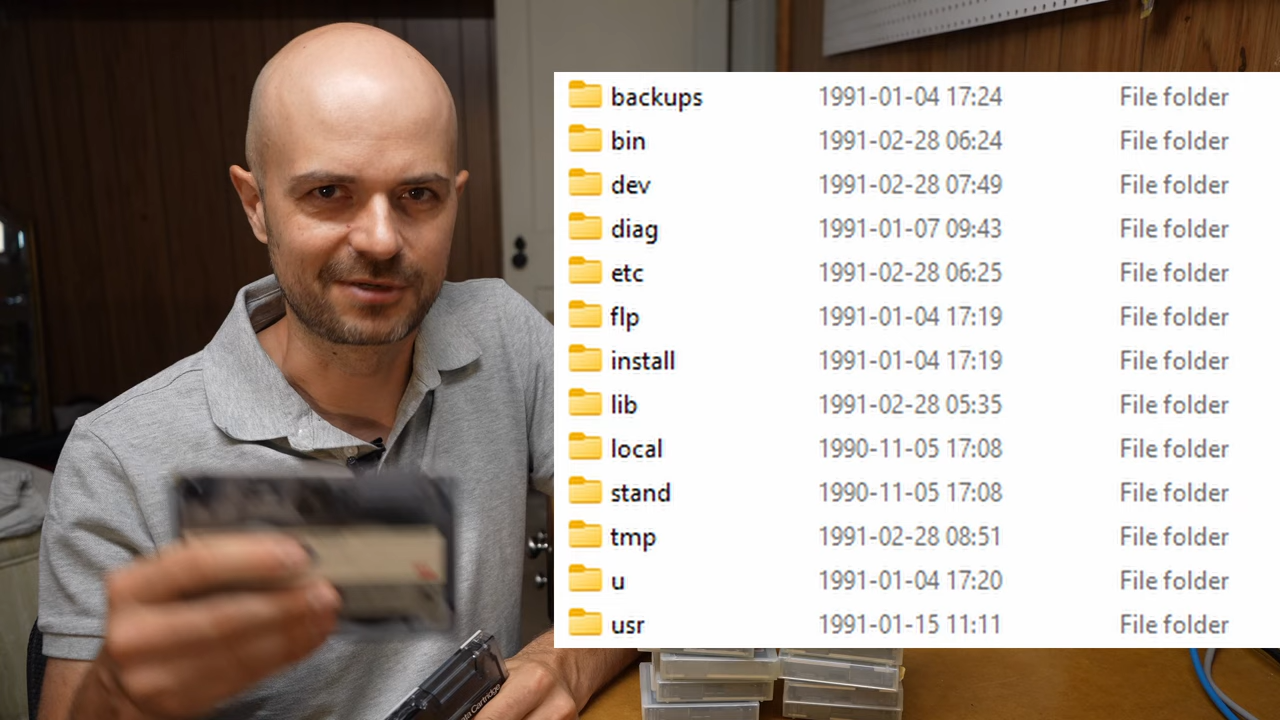 backups 1991-01-04 17:24 File folder
bin 1991-02-28 06:24 File folder
dev 1991-02-28 07:49 File folder
diag 1991-01-07 09:43 File folder
etc 1991-02-28 06:25 File folder
flp 1991-01-04 17:19 File folder
install 1991-01-04 17:19 File folder
lib 1991-02-28 05:35 File folder
local 1990-11-05 17:08 File folder
stand 1990-11-05 17:08 File folder
tmp 1991-02-28 08:51 File folder
u 1991-01-04 17:20 File folder
usr 1991-01-15 11:11 File folder
Cartridge